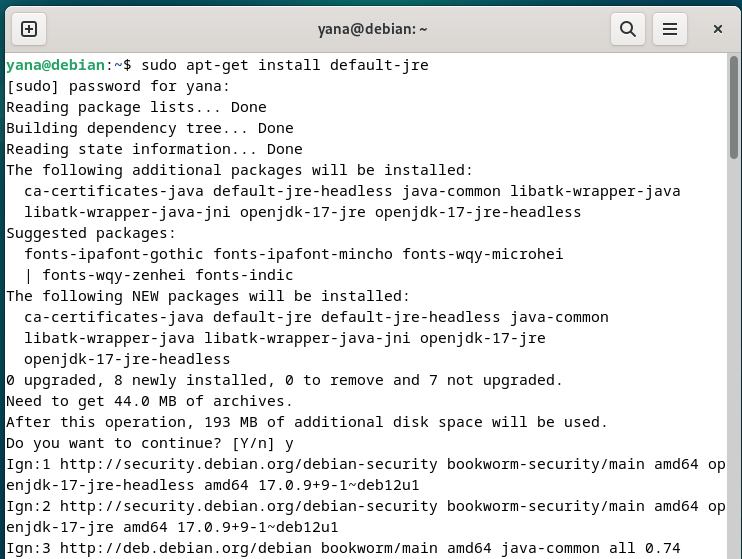 yana@debian: ~
yana@debian:~$ sudo apt-get install default-jre
[sudo] password for yana:
Reading package lists... Done
Building dependency tree... Done
Reading state information... Done
The following additional packages will be installed:
  ca-certificates-java default-jre-headless java-common libatk-wrapper-java
  libatk-wrapper-java-jni openjdk-17-jre openjdk-17-jre-headless
Suggested packages:
  fonts-ipafont-gothic fonts-ipafont-mincho fonts-wqy-microhei
  | fonts-wqy-zenhei fonts-indic
The following NEW packages will be installed:
  ca-certificates-java default-jre default-jre-headless java-common
  libatk-wrapper-java libatk-wrapper-java-jni openjdk-17-jre
  openjdk-17-jre-headless
0 upgraded, 8 newly installed, 0 to remove and 7 not upgraded.
Need to get 44.0 MB of archives.
After this operation, 193 MB of additional disk space will be used.
Do you want to continue? [Y/n] y
Ign:1 http://security.debian.org/debian-security bookworm-security/main amd64 op
enjdk-17-jre-headless amd64 17.0.9+9-1~deb12u1
Ign:2 http://security.debian.org/debian-security bookworm-security/main amd64 op
enjdk-17-jre amd64 17.0.9+9-1~deb12u1
Ign:3 http://deb.debian.org/debian bookworm/main amd64 java-common all 0.74